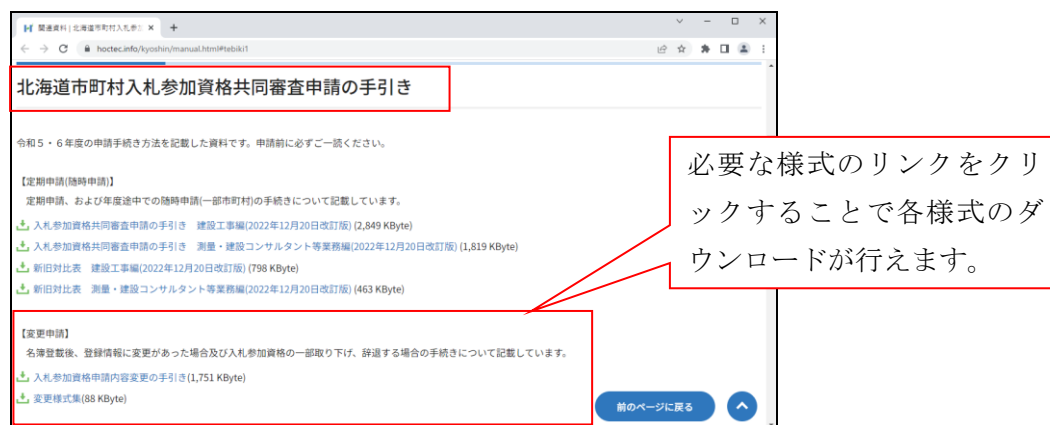 関連資料 | 北海道市町村入札参加
hoctec.info/kyoshin/manual.html#tebiki1
北海道市町村入札参加資格共同審査申請の手引き
令和5・6年度の申請手続き方法を記載した資料です。申請前に必ずご一読ください。
【定期申請(随時申請)】
定期申請、および年度途中での随時申請(一部市町村)の手続きについて記載しています。
入札参加資格共同審査申請の手引き 建設工事編(2022年12月20日改訂版) (2,849 KByte)
入札参加資格共同審査申請の手引き 測量・建設コンサルタント等業務編(2022年12月20日改訂版) (1,819 KByte)
新旧対比表 建設工事編(2022年12月20日改訂版) (798 KByte)
新旧対比表 測量・建設コンサルタント等業務編(2022年12月20日改訂版) (463 KByte)
【変更申請】
名簿登載後、登録情報に変更があった場合及び入札参加資格の一部取り下げ、辞退する場合の手続きについて記載しています。
入札参加資格申請内容変更の手引き(1,751 KByte)
変更様式集(88 KByte)
前のページに戻る
必要な様式のリンクをクリ
ックすることで各様式のダ
ウンロードが行えます。